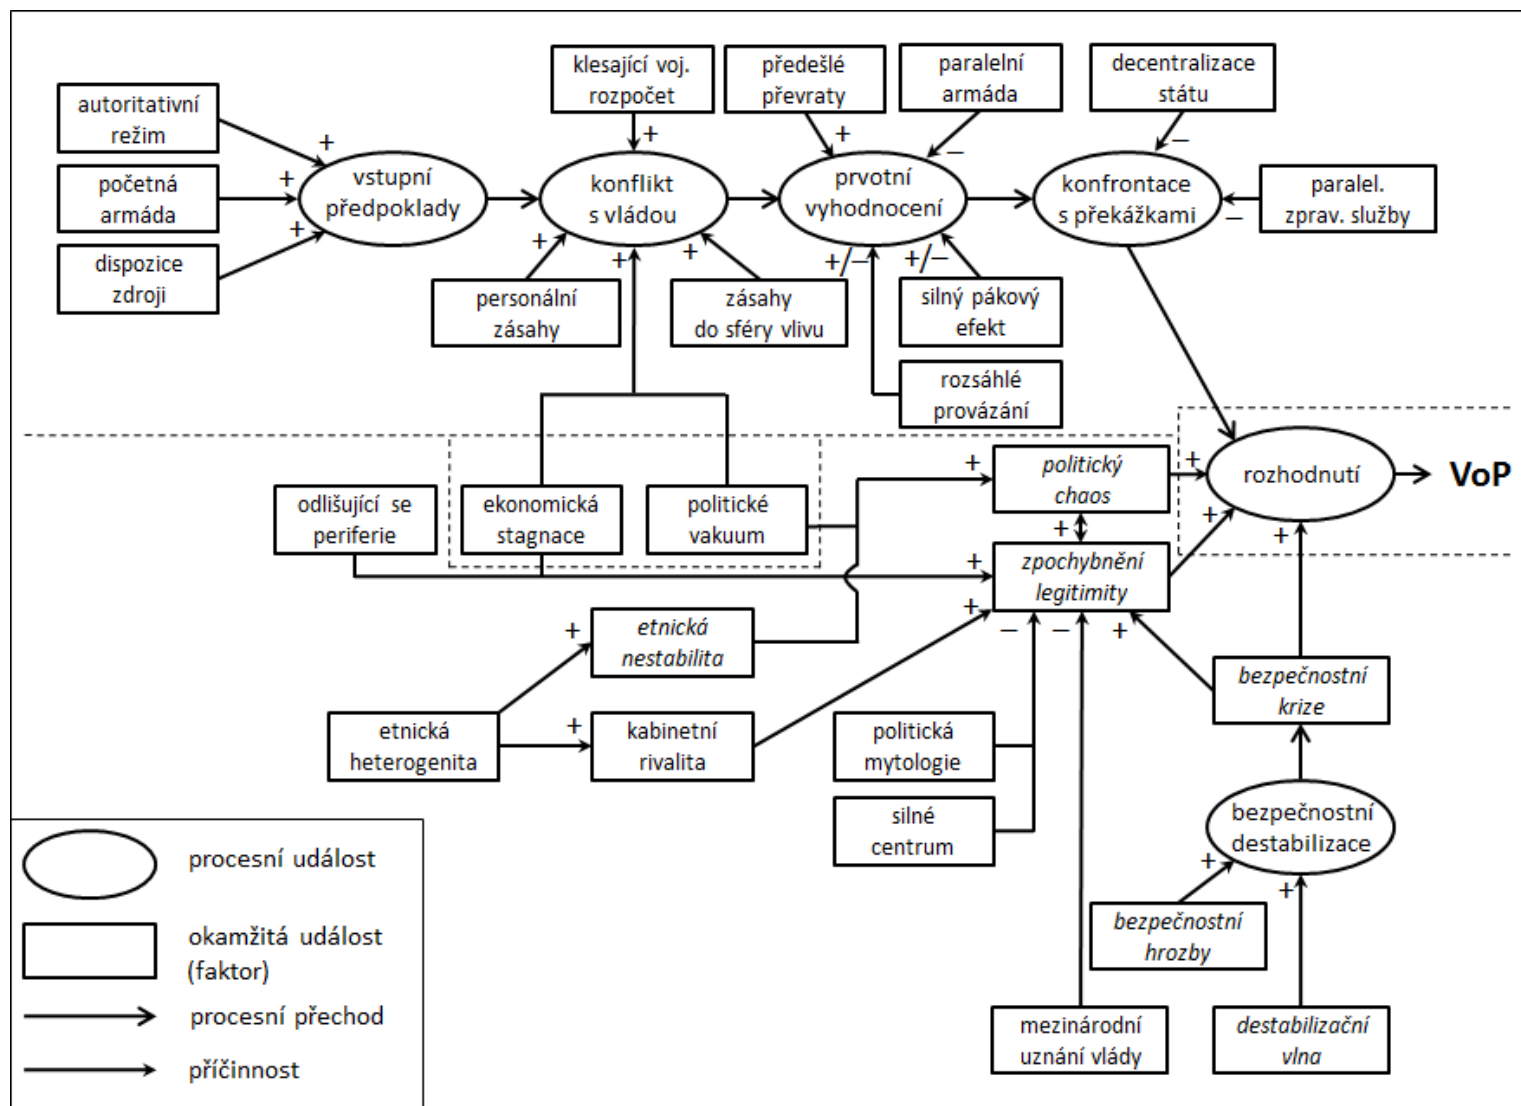 klesající voj.
rozpočet
předešlé
převraty
paralelní
armáda
decentralizace
státu
autoritativní
režim
+
+
+
–
–
početná
armáda
+
vstupní
předpoklady
konflikt
s vládou
prvotní
vyhodnocení
konfrontace
s překážkami
–
paralel.
zprav. služby
dispozice
zdroji
+
+
+
+
+/–
+/–
personální
zásahy
zásahy
do sféry vlivu
silný pákový
efekt
rozsáhlé
provázání
odlišující se
periferie
ekonomická
stagnace
politické
vakuum
+
politický
chaos
+
rozhodnutí
VoP
+
+
+
+
zpochybnění
legitimity
+
–
–
+
+
etnická
nestabilita
bezpečnostní
krize
etnická
heterogenita
+
kabinetní
rivalita
politická
mytologie
silné
centrum
bezpečnostní
destabilizace
+
+
bezpečnostní
hrozby
mezinárodní
uznání vlády
destabilizační
vlna
procesní událost
okamžitá událost
(faktor)
procesní přechod
příčinnost